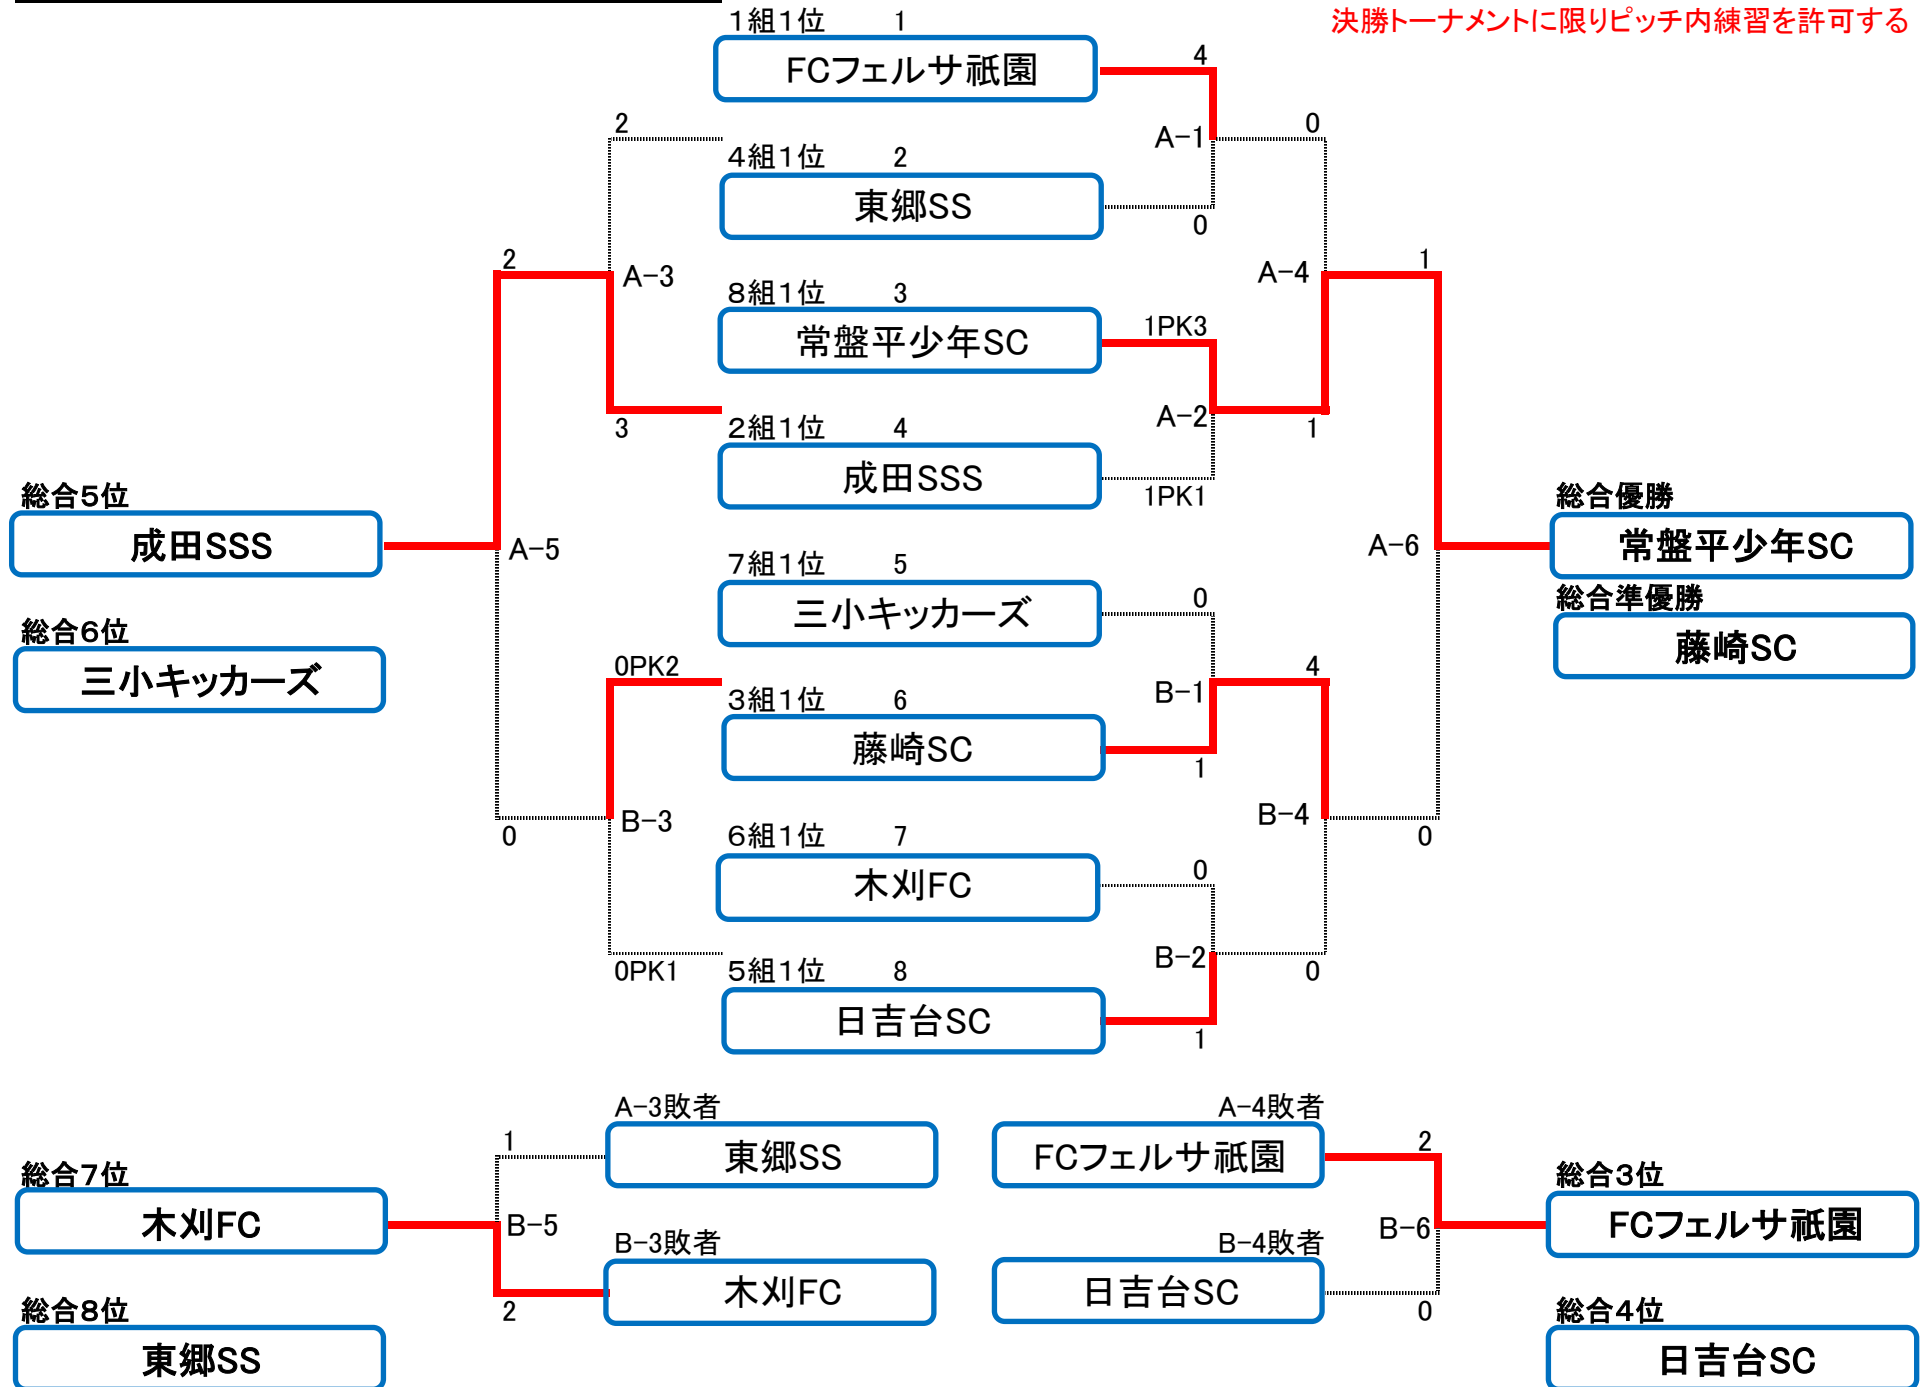 決勝トーナメントに限りピッチ内練習を許可する
1組1位 1
FCフェルサ祇園
4
2
A-1
0
4組1位 2
東郷SS
0
2
A-3
A-4
1
8組1位 3
常盤平少年SC
1PK3
3
2組1位 4
A-2
1
成田SSS
1PK1
総合5位
成田SSS
A-5
総合優勝
常盤平少年SC
A-6
7組1位 5
三小キッカーズ
0
総合準優勝
藤崎SC
総合6位
三小キッカーズ
0PK2
4
3組1位 6
B-1
藤崎SC
1
B-3
B-4
0
6組1位 7
0
木刈FC
0
B-2
0PK1
5組1位 8
0
日吉台SC
1
A-3敗者
A-4敗者
1
東郷SS
FCフェルサ祇園
2
総合7位
木刈FC
B-5
B-6
総合3位
FCフェルサ祇園
B-3敗者
B-4敗者
木刈FC
日吉台SC
2
0
総合8位
東郷SS
総合4位
日吉台SC